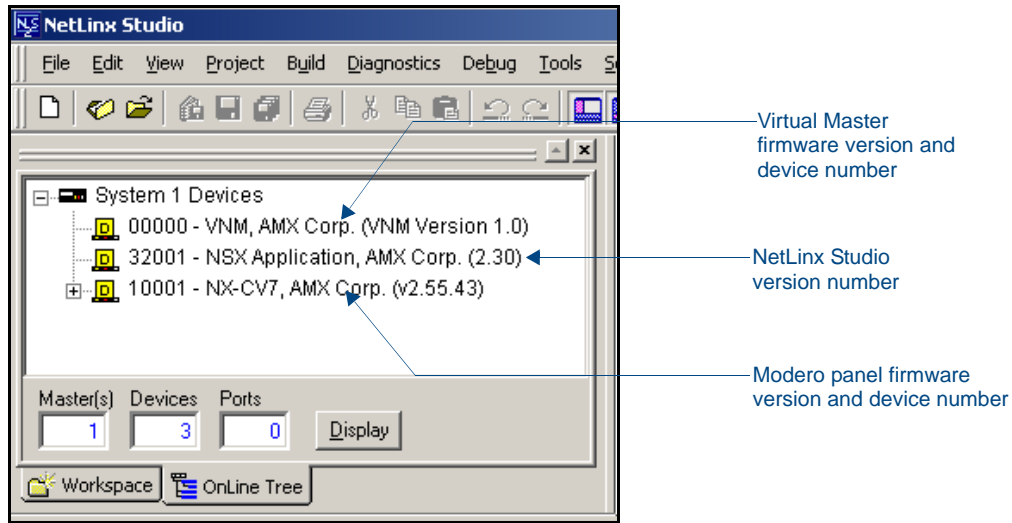 NetLinx Studio
File Edit View Project Build Diagnostics Debug Tools
System 1 Devices
00000 - VNM, AMX Corp. (VNM Version 1.0)
32001 - NSX Application, AMX Corp. (2.30)
10001 - NX-CV7, AMX Corp. (v2.55.43)
Master(s) Devices Ports
1 3 0 Display
Workspace OnLine Tree
Virtual Master
firmware version and
device number
NetLinx Studio
version number
Modero panel firmware
version and device number